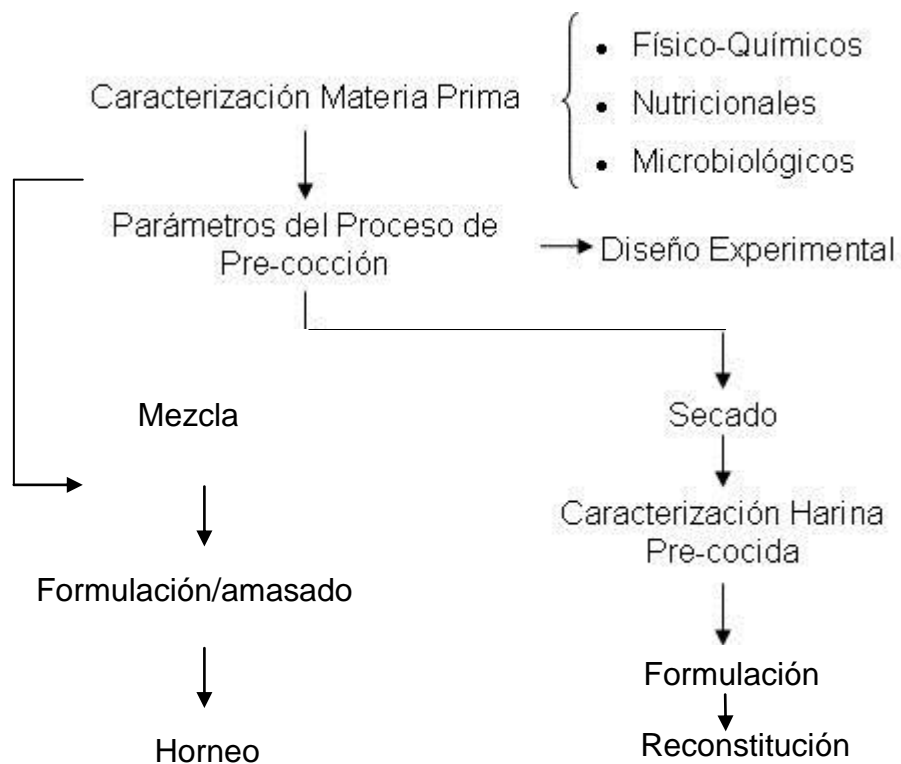 Caracterización Materia Prima
• Físico-Químicos
• Nutricionales
• Microbiológicos
Parámetros del Proceso de
Pre-cocción
Diseño Experimental
Mezcla
Formulación/amasado
Horneo
Secado
Caracterización Harina
Pre-cocida
Formulación
Reconstitución